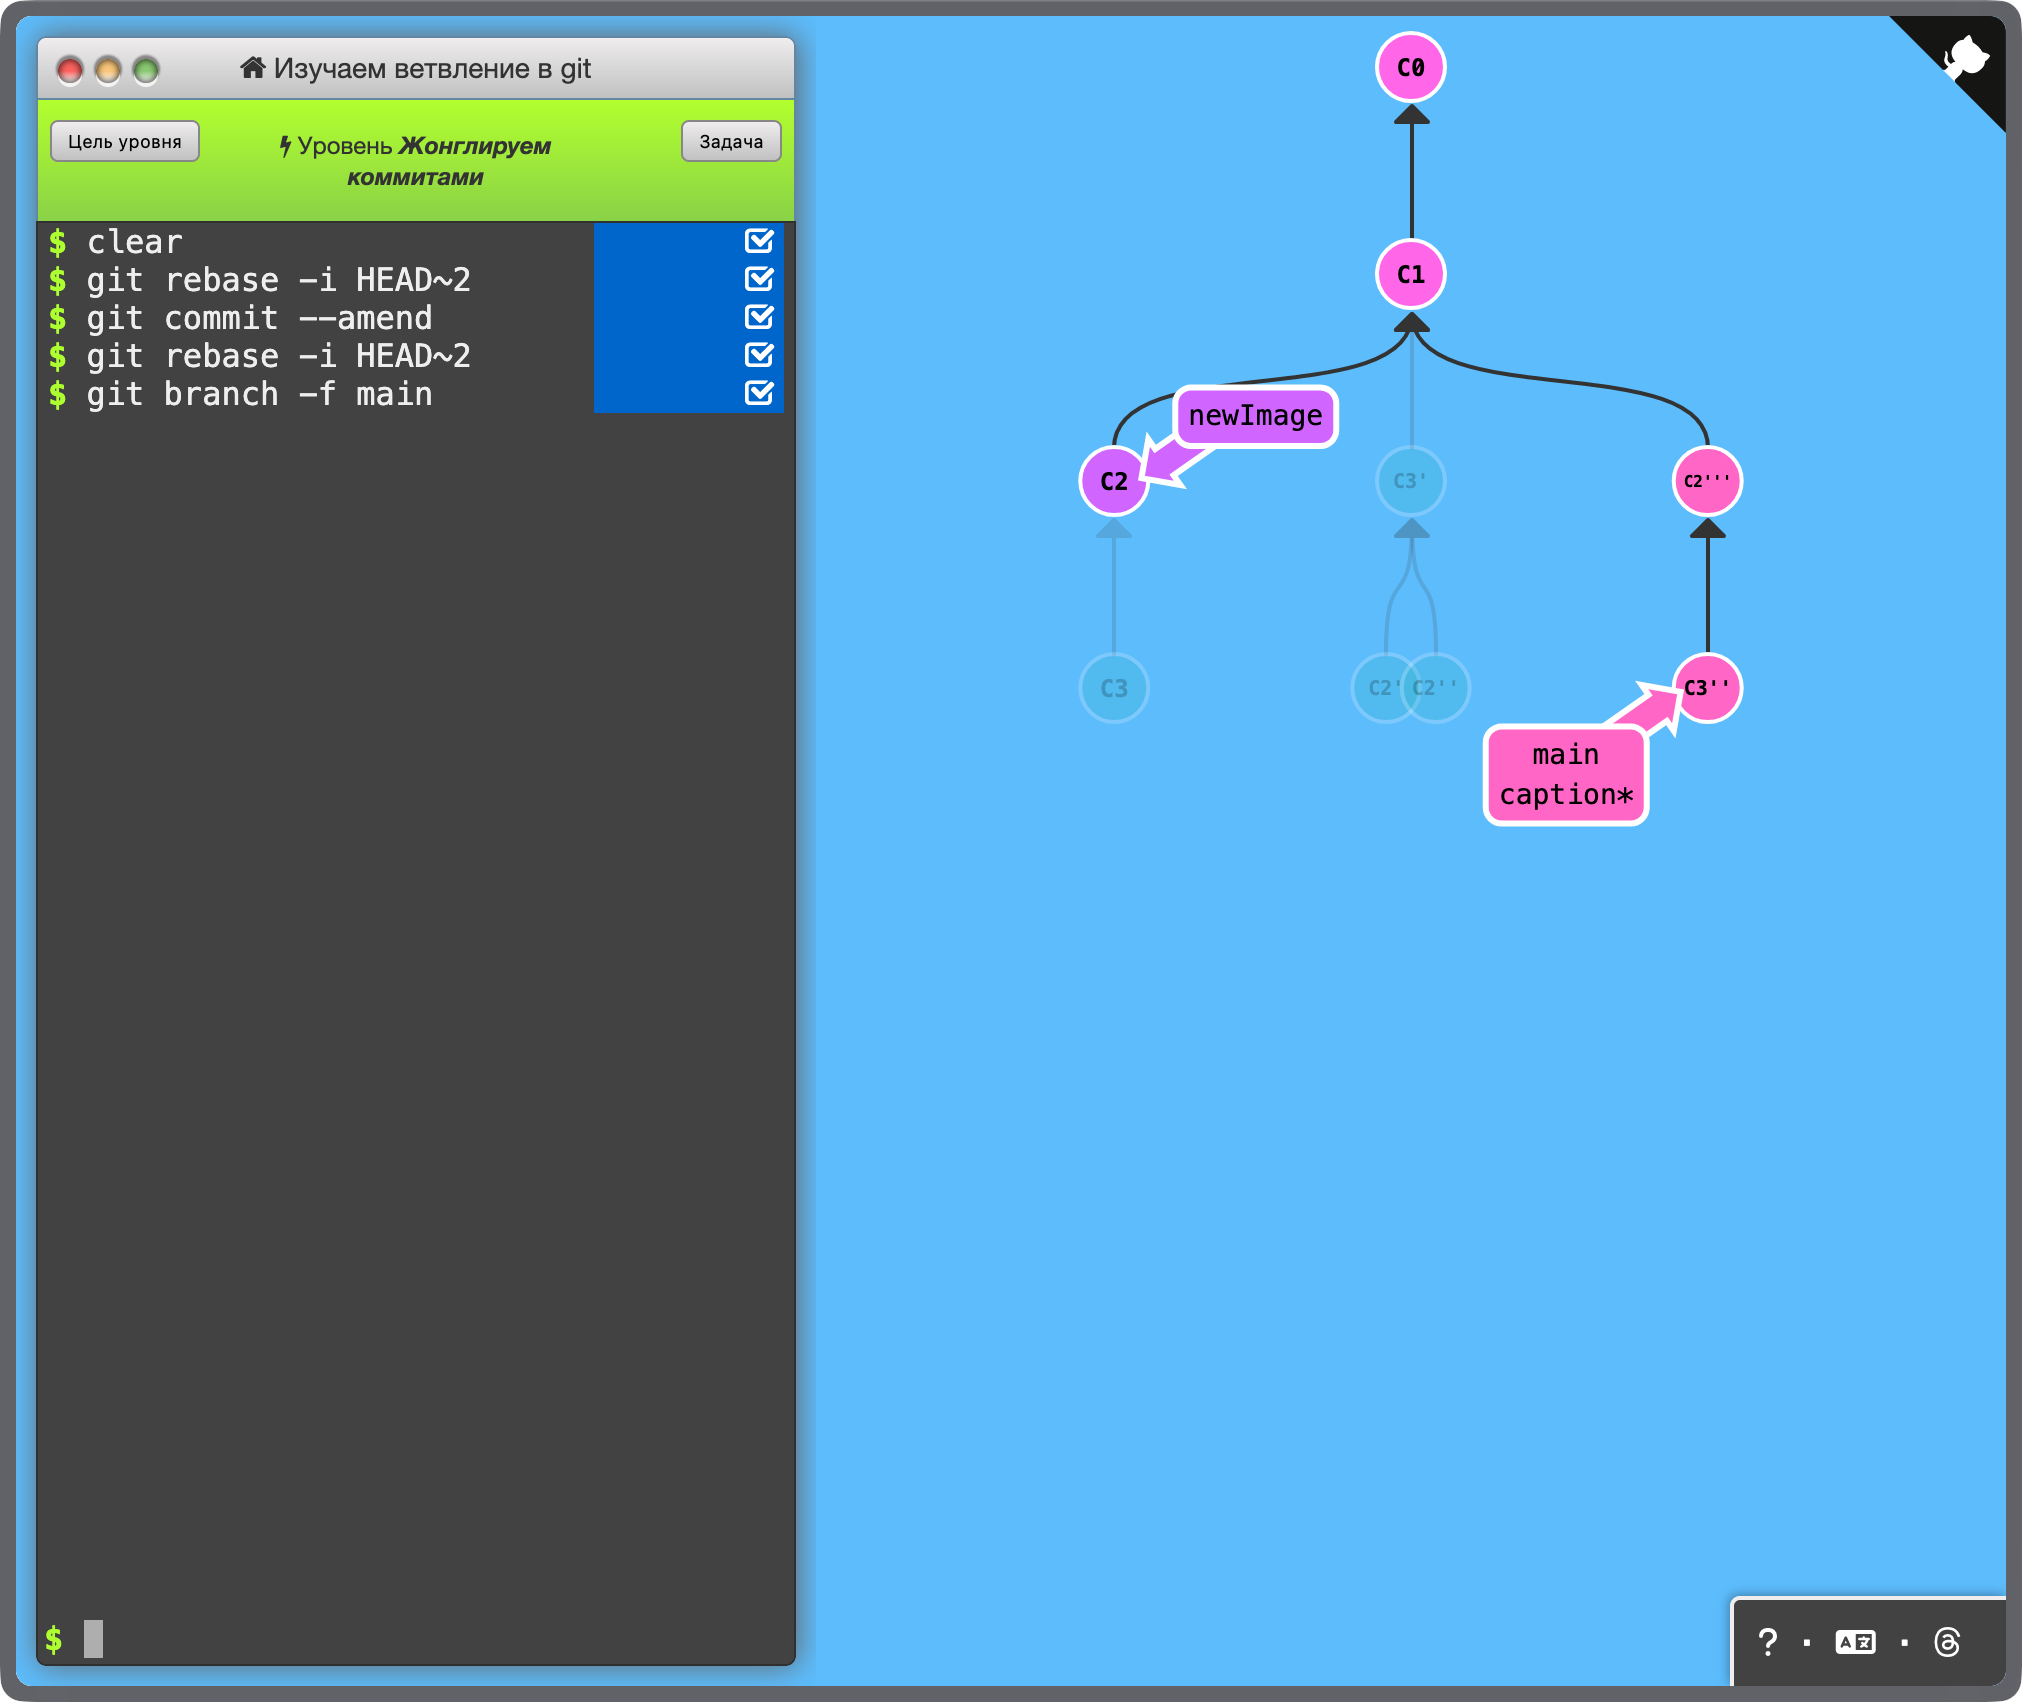 Изучаем ветвление в git
Цель уровня
Уровень Жонглируем
коммитами
Задача
$ clear
$ git rebase -i HEAD~2
$ git commit --amend
$ git rebase -i HEAD~2
$ git branch -f main
$
C0
C1
newImage
C2
C3'
C2'''
C3
C2'
C2''
C3''
main
caption*
? · A文 ·